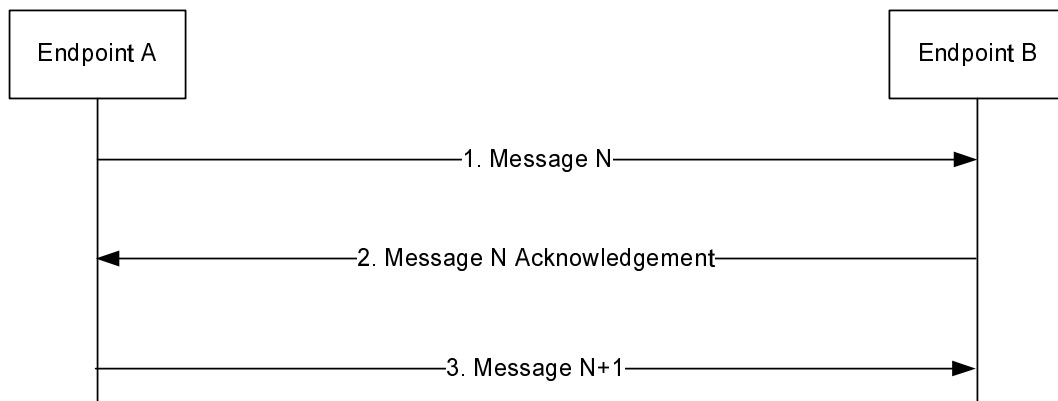 Endpoint A
Endpoint B
1. Message N
2. Message N Acknowledgement
3. Message N+1